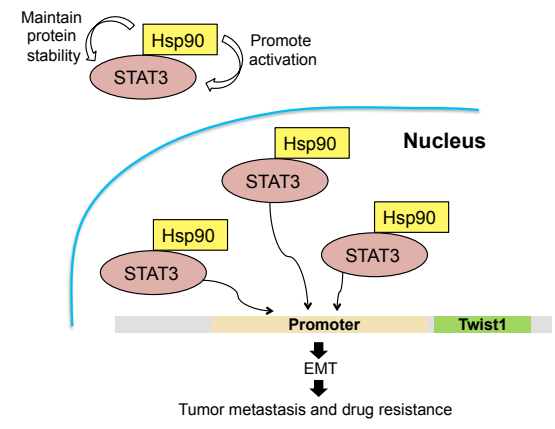 Maintain
protein
stability
Hsp90
Promote
activation
STAT3
Nucleus
Hsp90
STAT3
Hsp90
STAT3
Hsp90
STAT3
Promoter
Twist1
EMT
Tumor metastasis and drug resistance